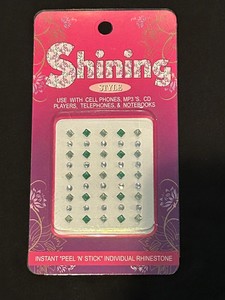 Shining
STYLE
USE WITH CELL PHONES, MP3'S, CD
PLAYERS, TELEPHONES, & NOTEBOOKS
INSTANT "PEEL 'N' STICK" INDIVIDUAL RHINESTONE